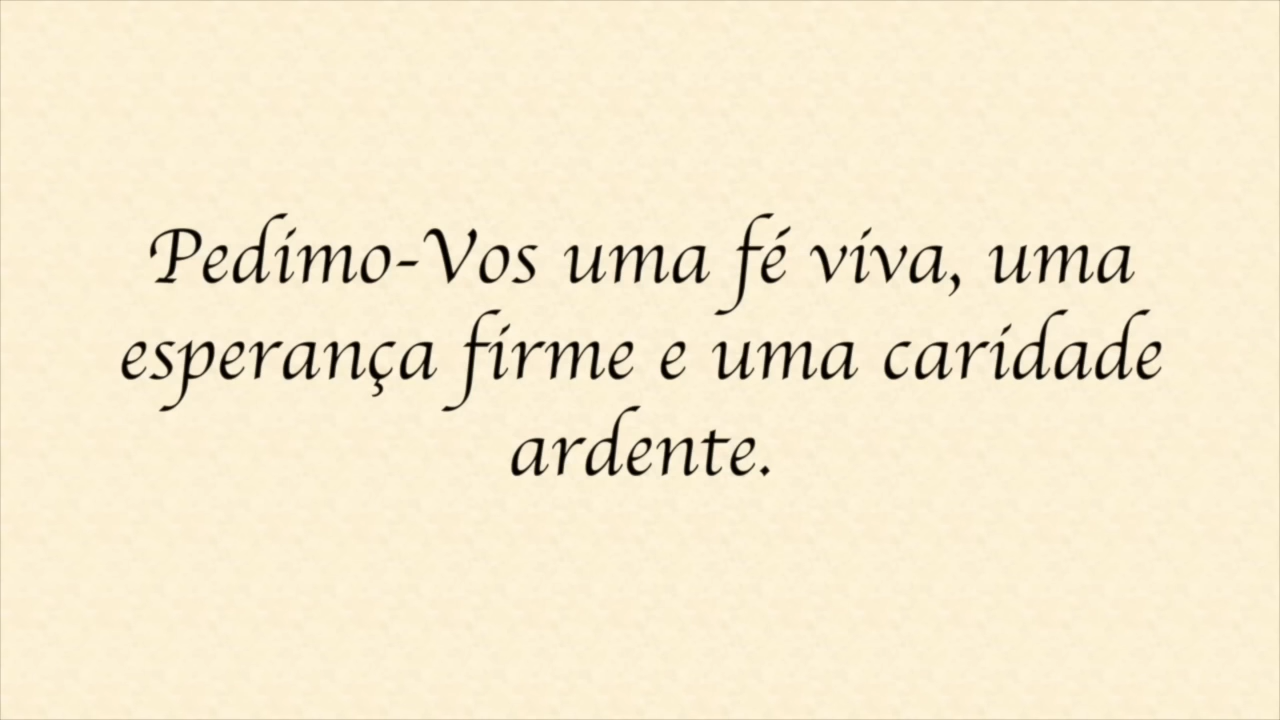 Pedimo-Vos uma fé viva, uma
esperança firme e uma caridade
ardente.